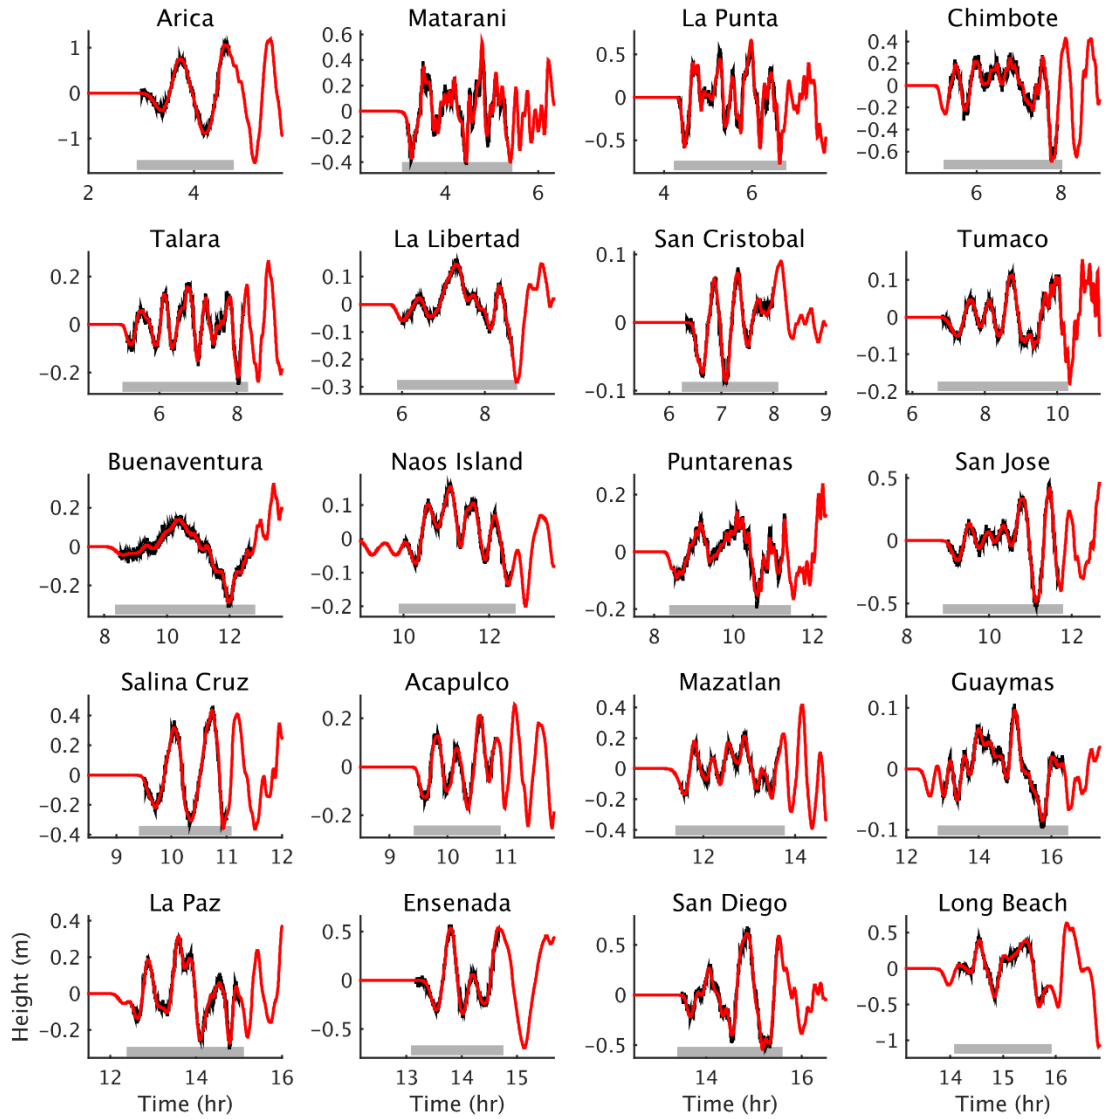 Arica Matarani La Punta Chimbote
1 0 −1
0.6 0.4 0.2 0 −0.2 −0.4
0.5 0 −0.5
0.4 0.2 0 −0.2 −0.4 −0.6
2 4 4 6 4 6 6 8
Talara La Libertad San Cristobal Tumaco
0.2 0 −0.2
0.1 0 −0.1 −0.2 −0.3
0.1 0 −0.1
0.1 0 −0.1 −0.2
6 8 6 8 6 7 8 9 6 8 10
Buenaventura Naos Island Puntarenas San Jose
0.2 0 −0.2
0.1 0 −0.1 −0.2
0.2 0 −0.2
0.5 0 −0.5
8 10 12 10 12 8 10 12 8 10 12
Salina Cruz Acapulco Mazatlan Guaymas
0.4 0.2 0 −0.2 −0.4
0.2 0 −0.2
0.4 0.2 0 −0.2 −0.4
0.1 0 −0.1
9 10 11 12 9 10 11 12 14 12 14 16
La Paz Ensenada San Diego Long Beach
0.4 0.2 0 −0.2
0.5 0 −0.5
0.5 0 −0.5
0.5 0 −0.5 −1
Height (m)
12 14 16 13 14 15 14 16 14 15 16
Time (hr) Time (hr) Time (hr) Time (hr)